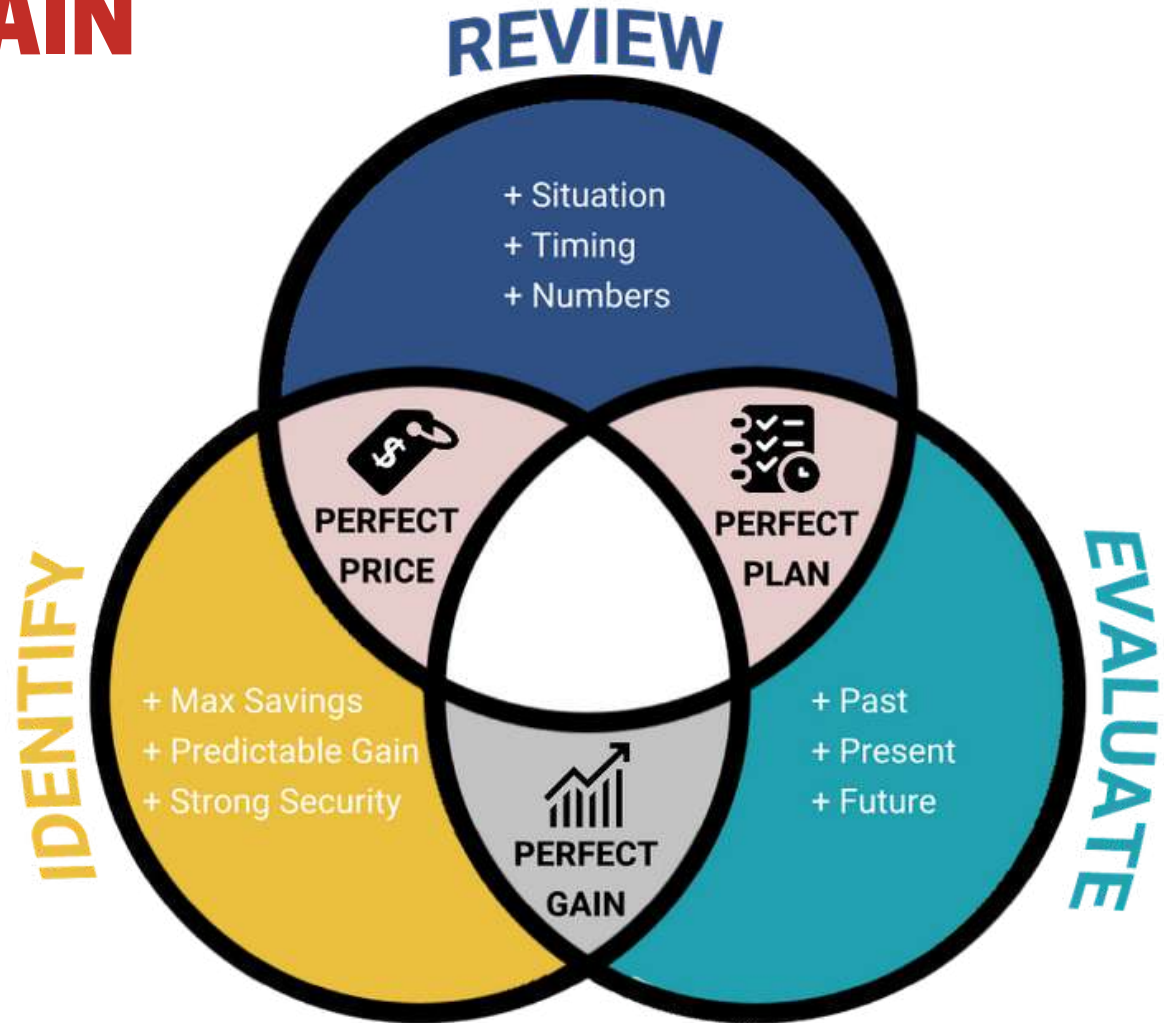 AIN
REVIEW
+ Situation
+ Timing
+ Numbers
$
PERFECT
PRICE
PERFECT
PLAN
IDENTIFY
+ Max Savings
+ Predictable Gain
+ Strong Security
EVALUATE
+ Past
+ Present
+ Future
PERFECT
GAIN